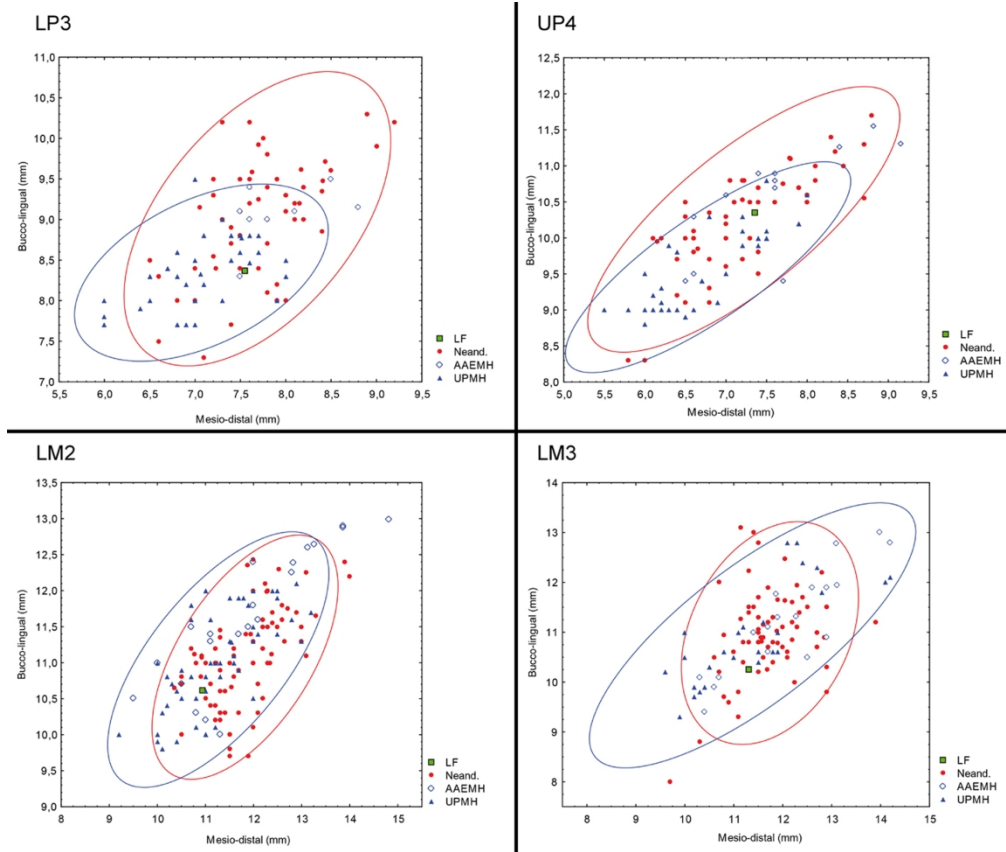 LP3
11,0
10,5
10,0
9,5
9,0
8,5
8,0
7,5
7,0
Bucco-lingual (mm)
5,5 6,0 6,5 7,0 7,5 8,0 8,5 9,0 9,5
Mesio-distal (mm)
LF
Neand.
AAEMH
UPMH
UP4
12,5
12,0
11,5
11,0
10,5
10,0
9,5
9,0
8,5
8,0
Bucco-lingual (mm)
5,0 5,5 6,0 6,5 7,0 7,5 8,0 8,5 9,0 9,5
Mesio-distal (mm)
LF
Neand.
AAEMH
UPMH
LM2
13,5
13,0
12,5
12,0
11,5
11,0
10,5
10,0
9,5
9,0
Bucco-lingual (mm)
8 9 10 11 12 13 14 15
Mesio-distal (mm)
LF
Neand.
AAEMH
UPMH
LM3
14
13
12
11
10
9
8
Bucco-lingual (mm)
8 9 10 11 12 13 14 15
Mesio-distal (mm)
LF
Neand.
AAEMH
UPMH